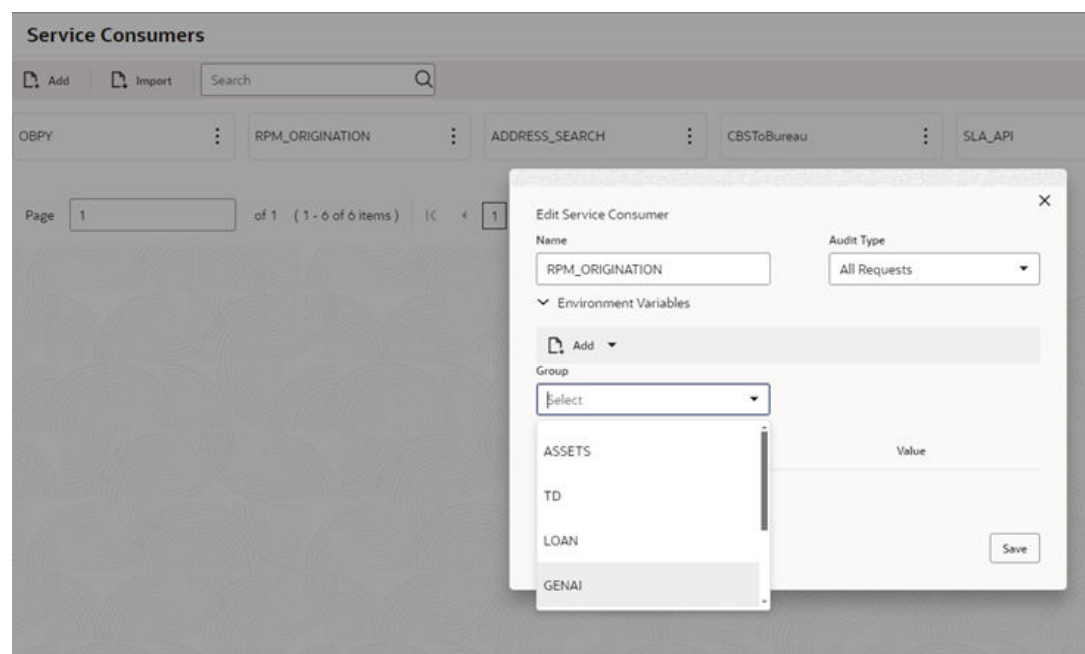 Service Consumers
Add Import Search
OBPY RPM_ORIGINATION ADDRESS_SEARCH CBSToBureau SLA_API
Page 1 of 1 (1 - 6 of 6 items) 1
Edit Service Consumer
Name Audit Type
RPM_ORIGINATION All Requests
Environment Variables
Add
Group
Select
Value
ASSETS
TD
LOAN
Save
GENAI